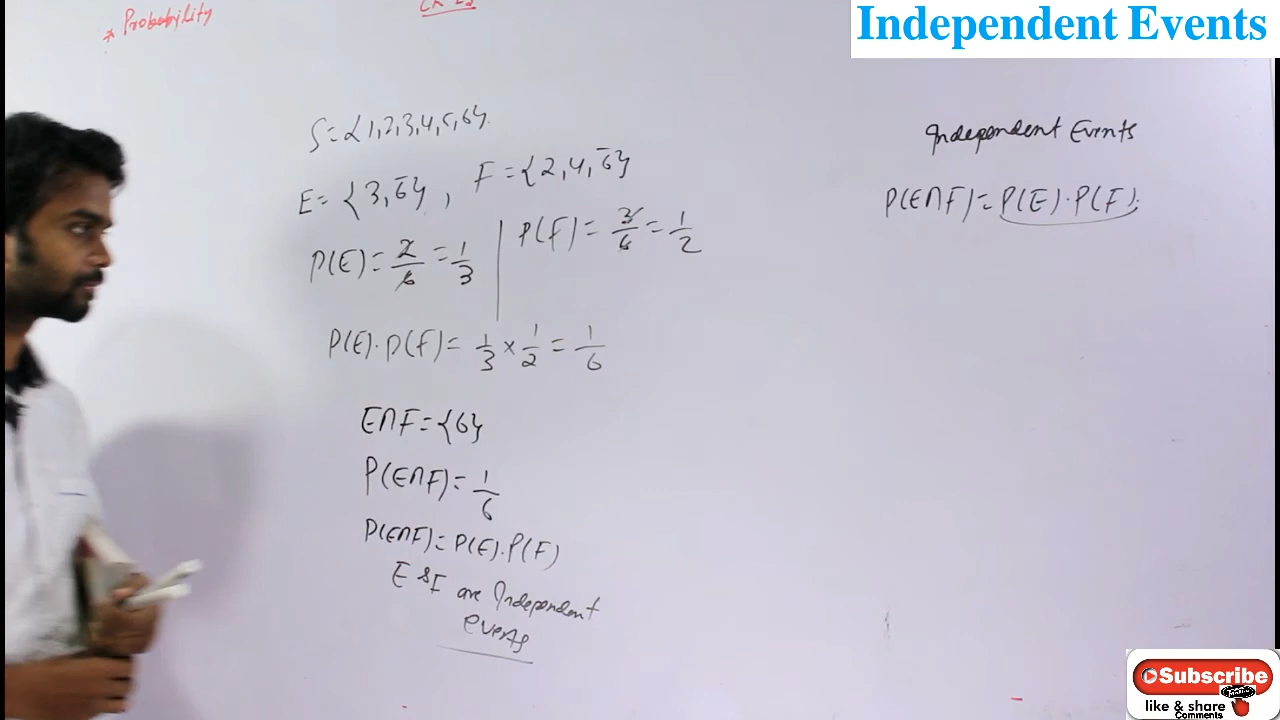 * Probability
Independent Events
S={1,2,3,4,5,6}.
E= {3,6} , F={2,4,6}
P(E)=2/6=1/3 | P(F)=3/6=1/2
P(E).P(F)=1/3×1/2=1/6
E∩F={6}
P(E∩F)=1/6
P(E∩F)=P(E).P(F)
E & F are Independent
events
Independent Events
P(E∩F)=P(E).P(F).
Subscribe
like & share
Comments